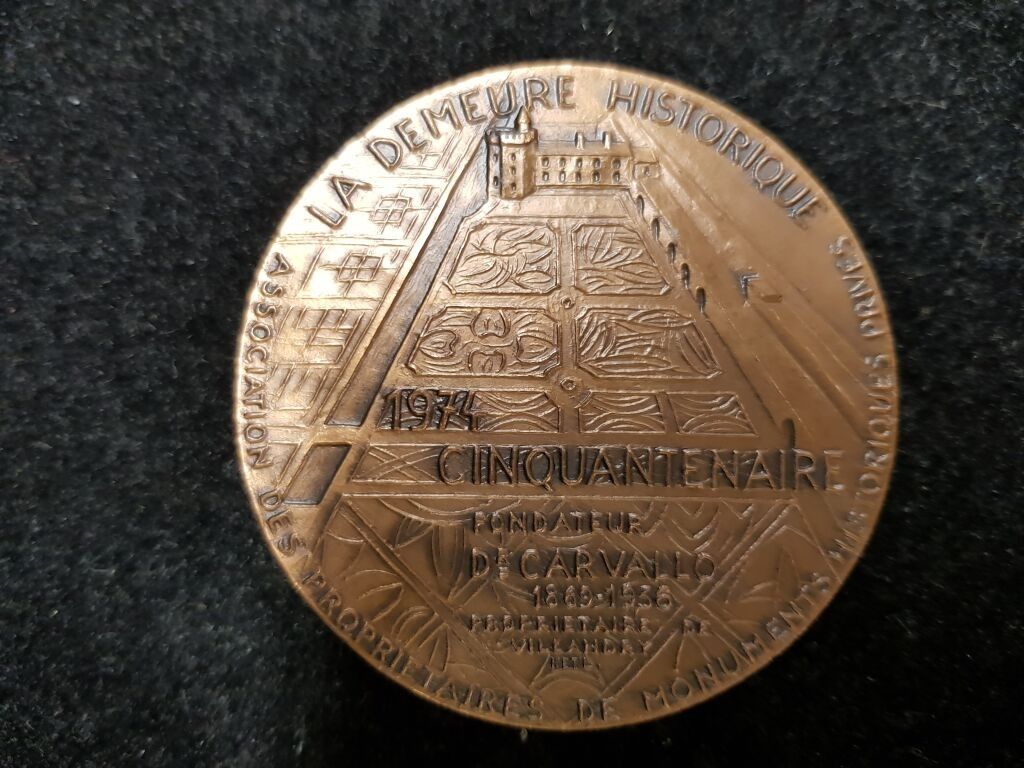 LA DEMEURE HISTORIQUE
ASSOCIATION DES PROPRIETAIRES DE MONUMENTS HISTORIQUES PRIVES
1974
CINQUANTENAIRE
FONDATEUR
DR CARVALLO
1869-1936
PROPRIETAIRE DE
VILLANDRY